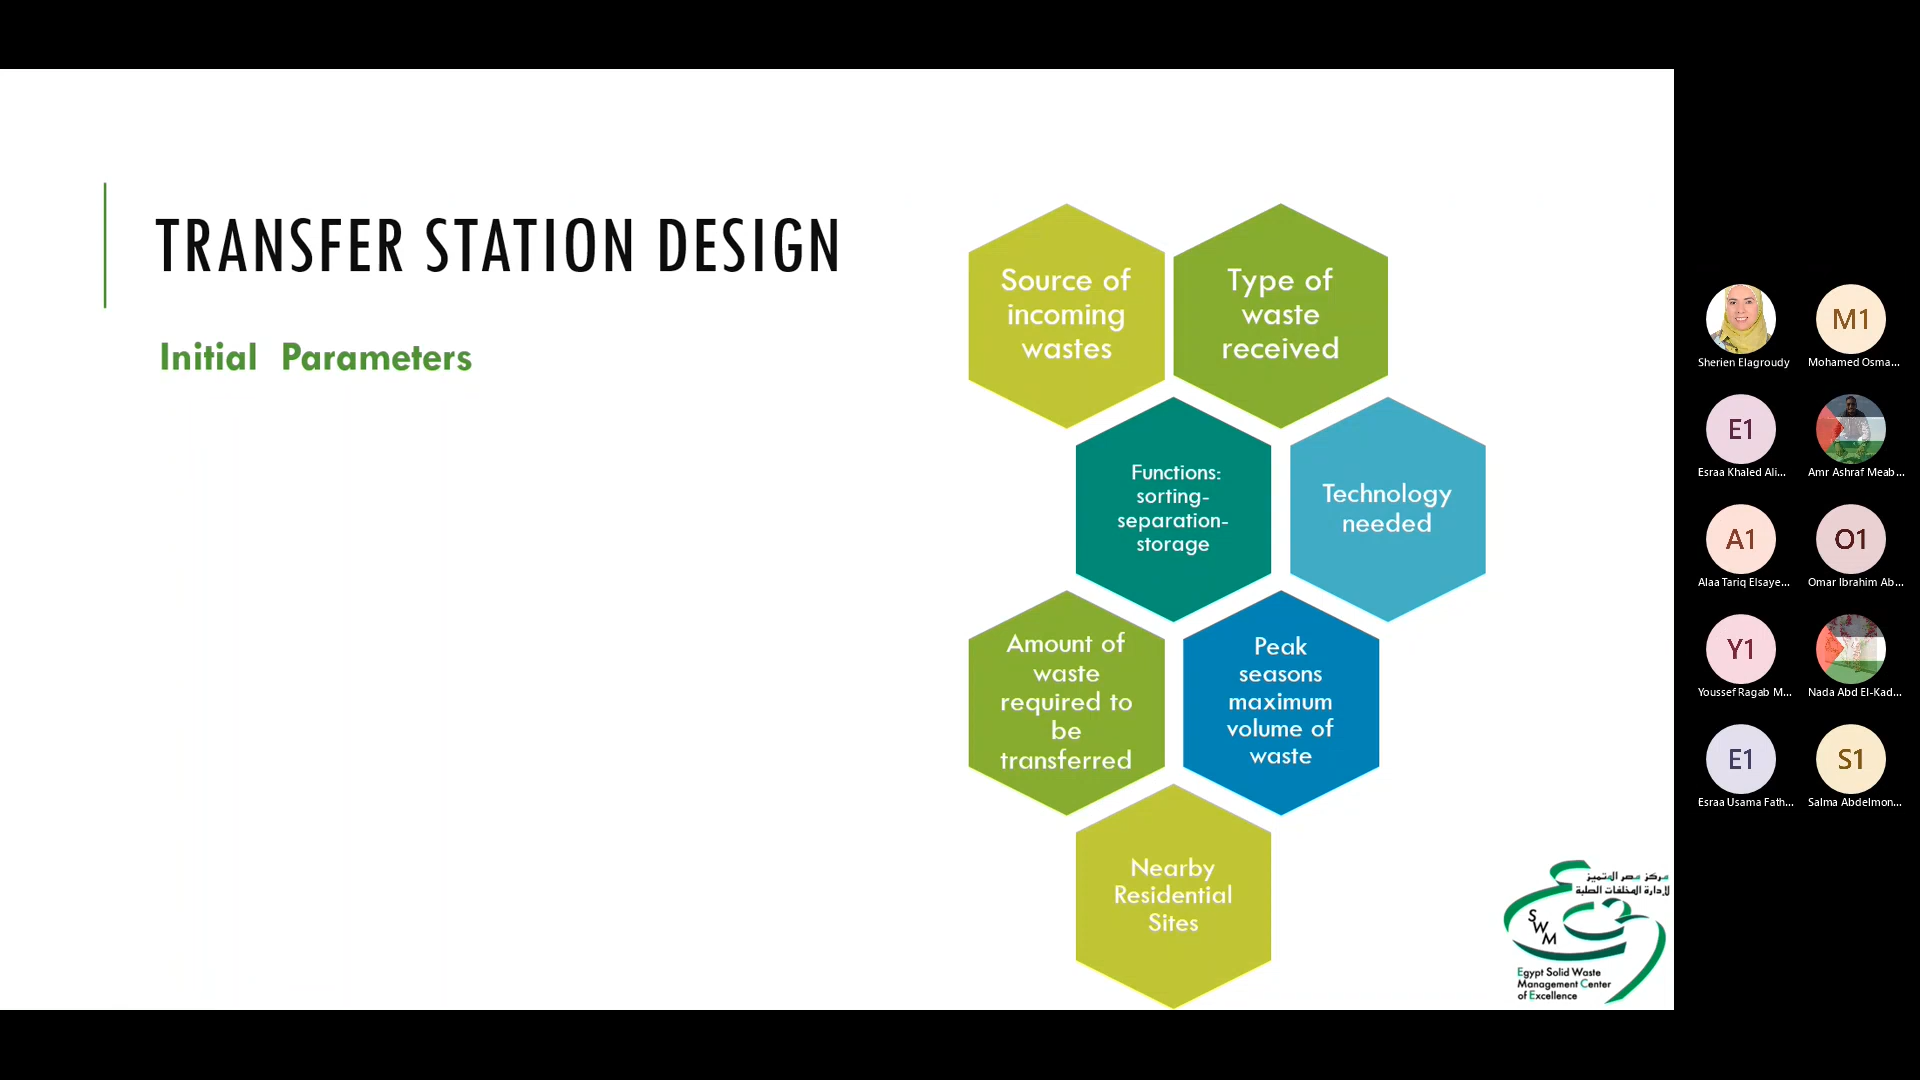 TRANSFER STATION DESIGN
Initial Parameters
Source of
incoming
wastes
Type of
waste
received
Functions:
sorting-
separation-
storage
Technology
needed
Amount of
waste
required to
be
transferred
Peak
seasons
maximum
volume of
waste
Nearby
Residential
Sites
مركز مصر المتميز
لإدارة المخلفات الصلبة
SWM
Egypt Solid Waste
Management Center
of Excellence
Sherien Elagroudy
M1
Mohamed Osma...
E1
Esraa Khaled Ali...
Amr Ashraf Meab...
A1
Alaa Tariq Elsaye...
O1
Omar Ibrahim Ab...
Y1
Youssef Ragab M...
Nada Abd El-Kad...
E1
Esraa Usama Fath...
S1
Salma Abdelmon...